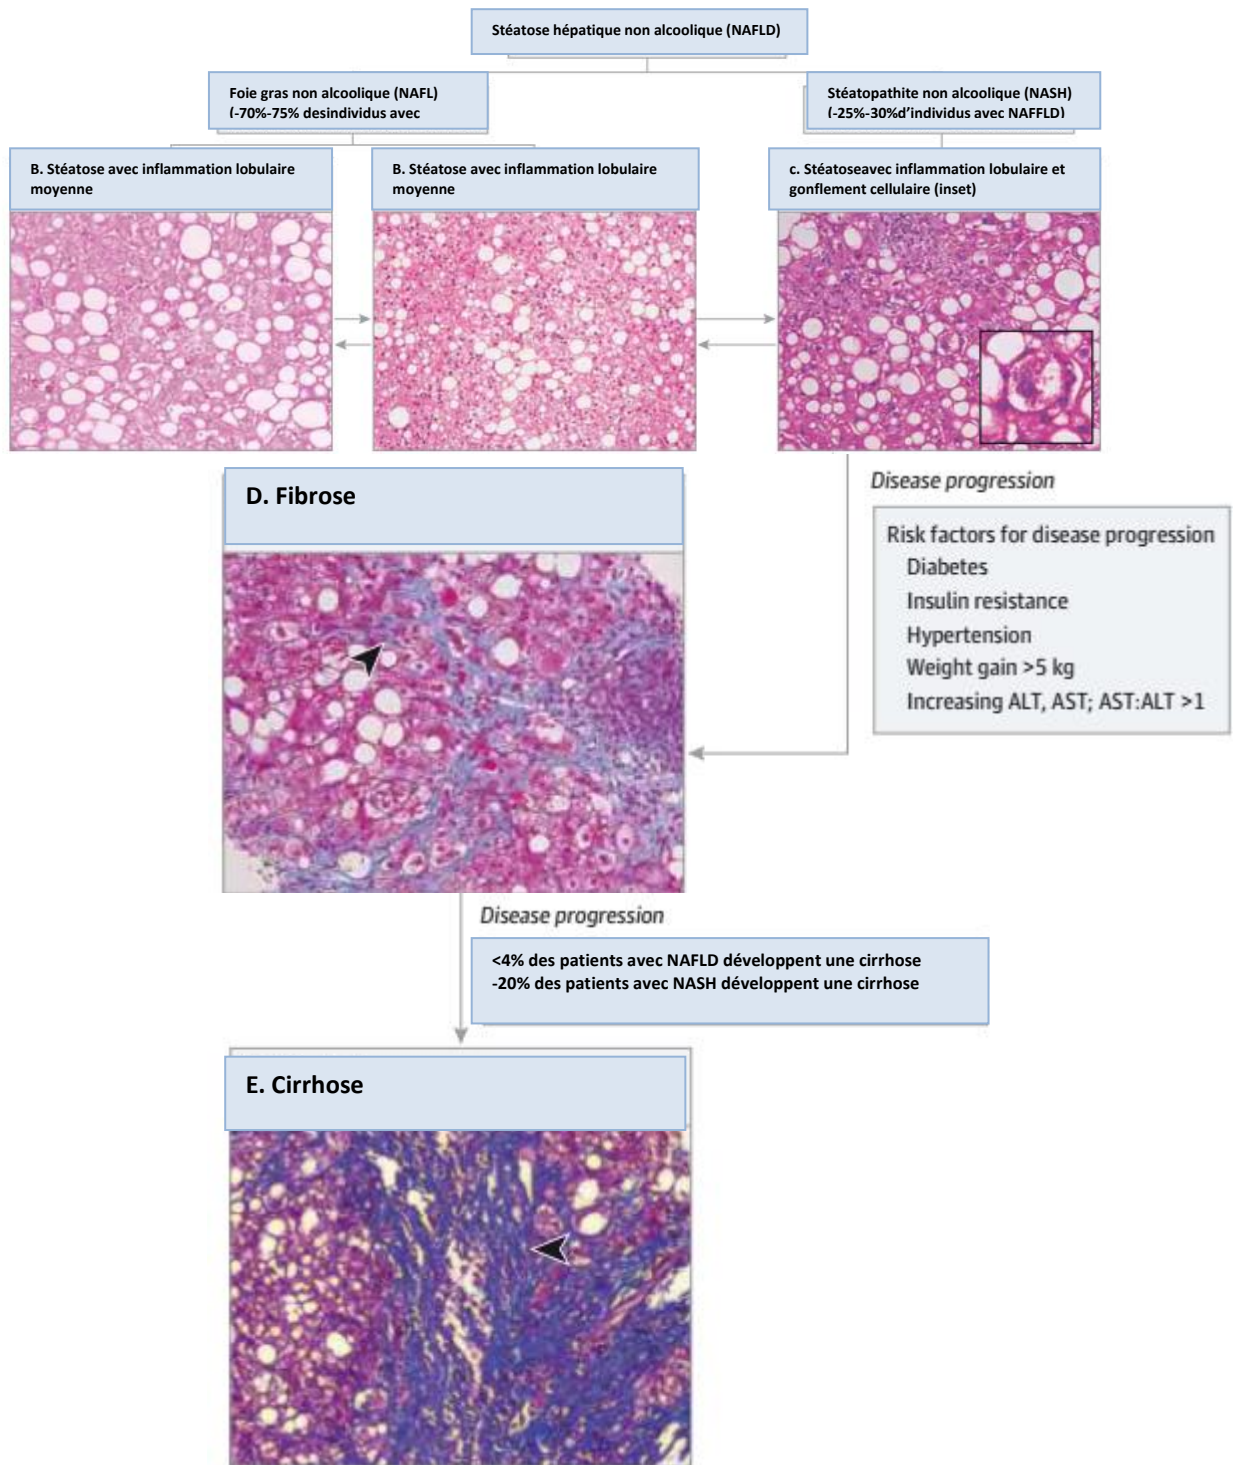 Stéatose hépatique non alcoolique (NAFLD)
Foie gras non alcoolique (NAFL)
(-70%-75% desindividus avec
Stéatopathite non alcoolique (NASH)
(-25%-30%d’individus avec NAFFLD)
B. Stéatose avec inflammation lobulaire
moyenne
B. Stéatose avec inflammation lobulaire
moyenne
c. Stéatoseavec inflammation lobulaire et
gonflement cellulaire (inset)
Disease progression
Risk factors for disease progression
Diabetes
Insulin resistance
Hypertension
Weight gain >5 kg
Increasing ALT, AST; AST:ALT >1
D. Fibrose
Disease progression
<4% des patients avec NAFLD développent une cirrhose
-20% des patients avec NASH développent une cirrhose
E. Cirrhose